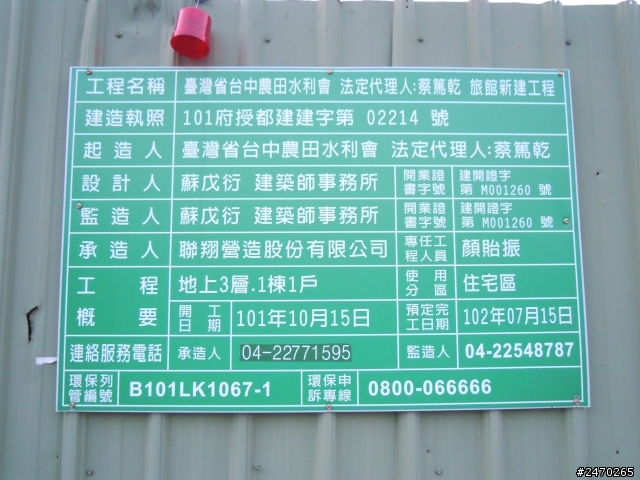 工程名稱 臺灣省台中農田水利會 法定代理人:蔡篤乾 旅館新建工程
建造執照 101府授都建建字第 02214 號
起造人 臺灣省台中農田水利會 法定代理人:蔡篤乾
設計人 蘇戊衍 建築師事務所 開業證書字號 建開證字第 M001260 號
監造人 蘇戊衍 建築師事務所 開業證書字號 建開證字第 M001260 號
承造人 聯翔營造股份有限公司 專任工程人員 顏貽振
工程概要 地上3層.1棟1戶 使用分區 住宅區
開工日期 101年10月15日 預定完工日期 102年07月15日
連絡服務電話 承造人 04-22771595 監造人 04-22548787
環保列管編號 B101LK1067-1 環保申訴專線 0800-066666
#2470265